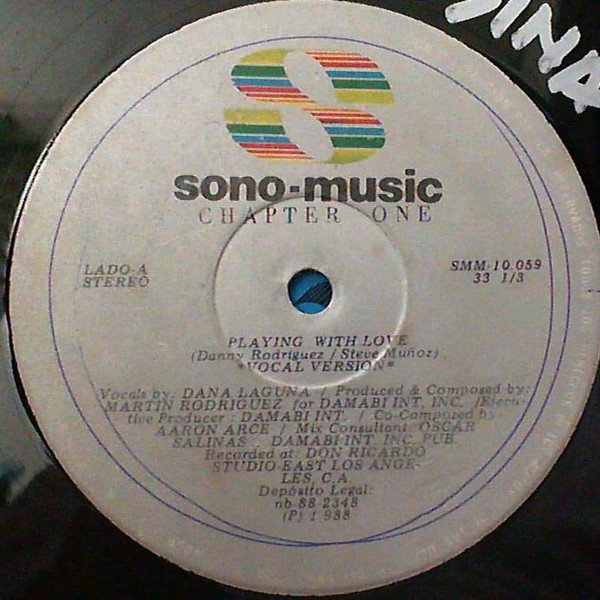 SINA
sono-music
CHAPTER ONE
LADO-A
STEREO
SMM-10.059
33 1/3
PLAYING WITH LOVE
(Danny Rodriguez / Steve Muñoz)
"VOCAL VERSION"
Vocals by: DANA LAGUNA / Produced & Composed by:
MARTIN RODRIGUEZ for DAMABI INT, INC. /Elecu-
tive Producer : DAMABI INT. / Co-Composed by
AARON ARCE / Mix Consultant OSCAR
SALINAS . DAMABI INT. INC. PUB.
Recorded at: DON RICARDO
STUDIO-EAST LOS ANGE-
LES, C.A
Depósito Legal:
nb-88-2348
(P) 1.988